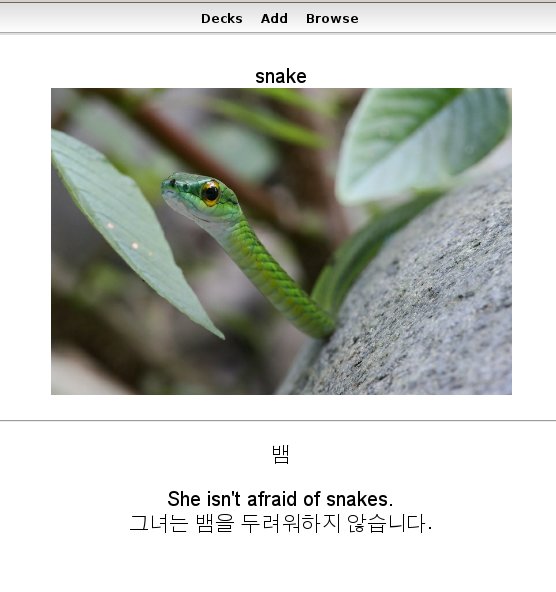 Decks Add Browse
snake
뱀
She isn't afraid of snakes.
그녀는 뱀을 두려워하지 않습니다.